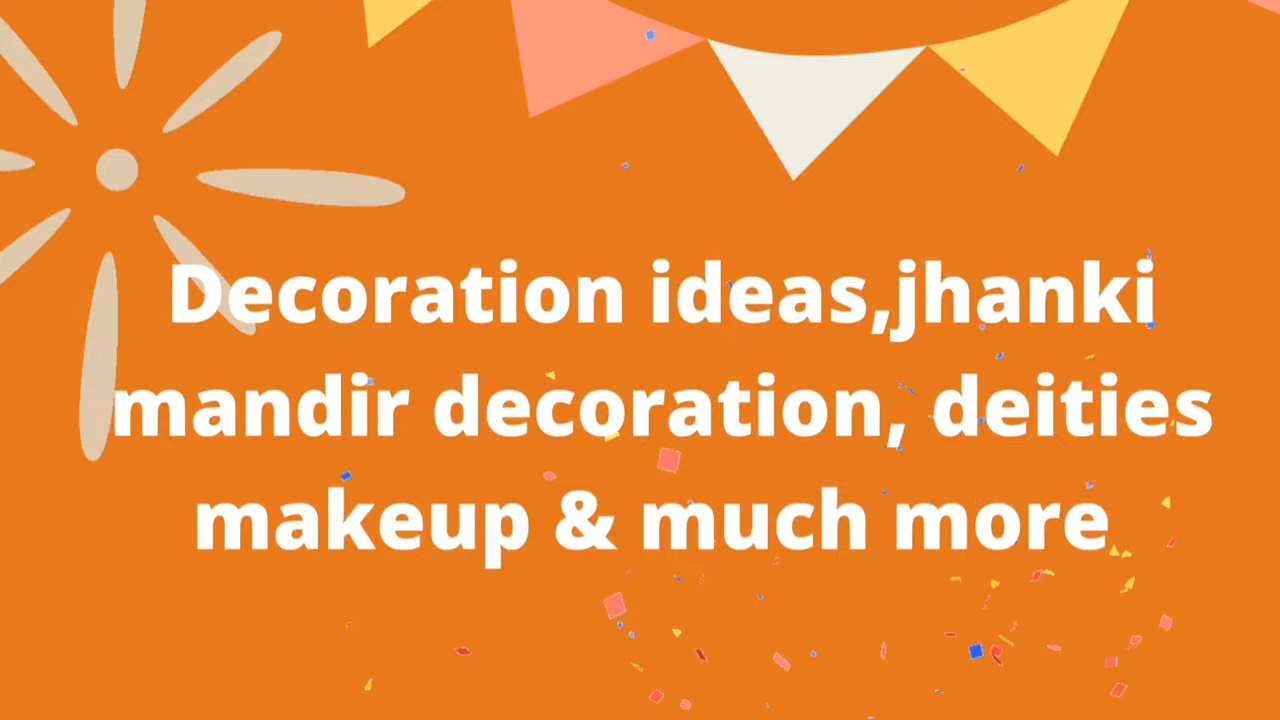 Decoration ideas,jhanki
mandir decoration, deities
makeup & much more